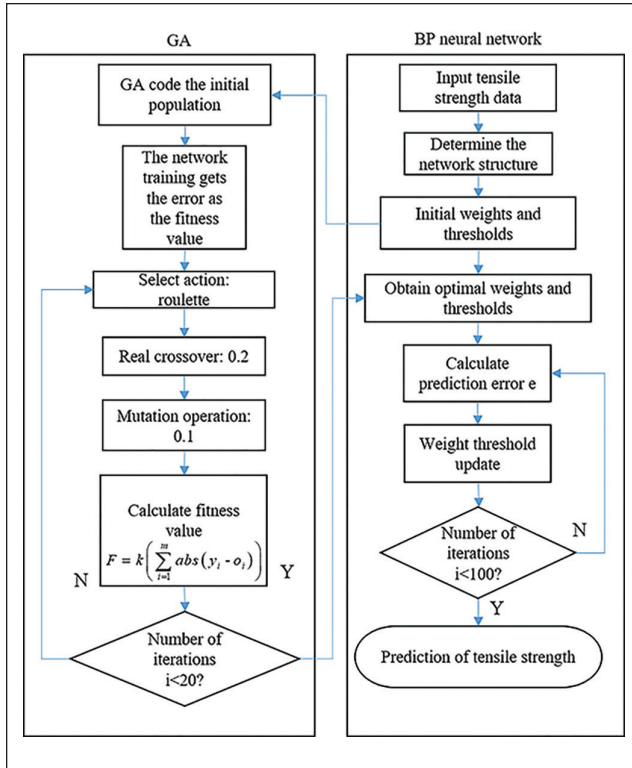 GA
GA code the initial
population
The network
training gets
the error as
the fitness
value
Select action:
roulette
Real crossover: 0.2
Mutation operation:
0.1
Calculate fitness
value
F = k(∑_{i=1}^{m} abs(y_i - o_i))
N
Y
Number of
iterations
i<20?
BP neural network
Input tensile
strength data
Determine the
network structure
Initial weights and
thresholds
Obtain optimal weights and
thresholds
Calculate
prediction error e
Weight threshold
update
Number of
iterations
i<100?
N
Y
Prediction of tensile strength